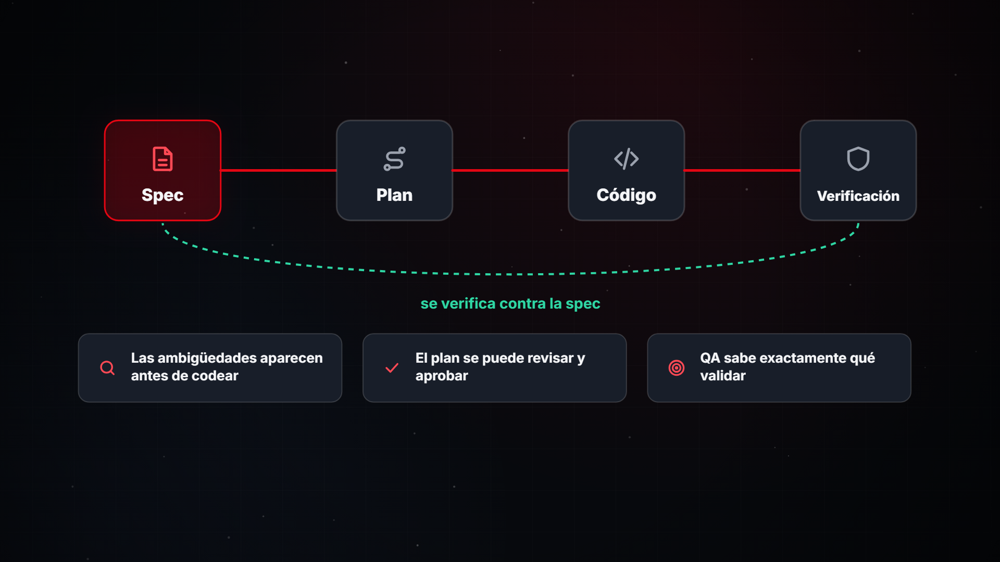 Spec
Plan
Código
Verificación
se verifica contra la spec
Las ambigüedades aparecen
antes de codear
El plan se puede revisar y
aprobar
QA sabe exactamente qué
validar